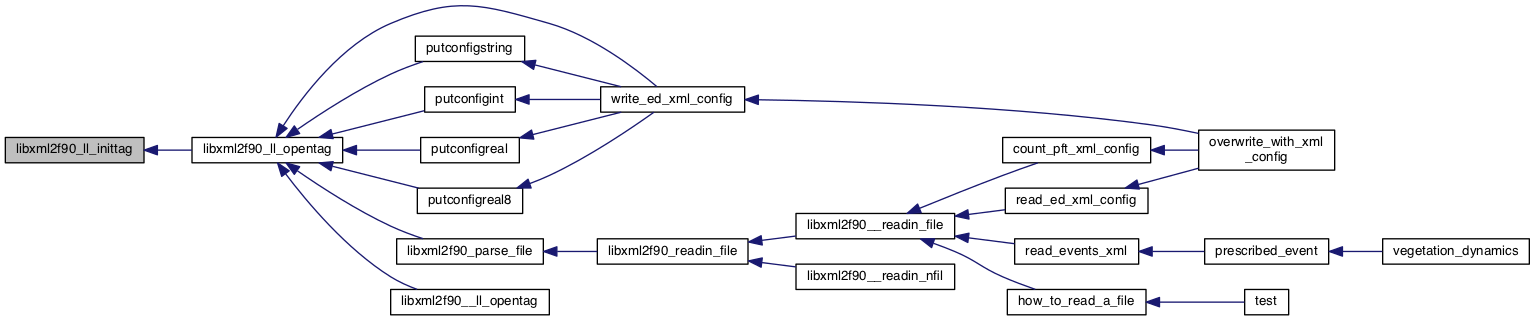 libxml2f90_ll_inittag
libxml2f90_ll_opentag
putconfigstring
putconfigint
putconfigreal
putconfigreal8
libxml2f90_parse_file
libxml2f90__ll_opentag
write_ed_xml_config
libxml2f90_readin_file
libxml2f90__readin_file
libxml2f90__readin_nfil
count_pft_xml_config
read_ed_xml_config
read_events_xml
how_to_read_a_file
overwrite_with_xml
_config
prescribed_event
test
vegetation_dynamics